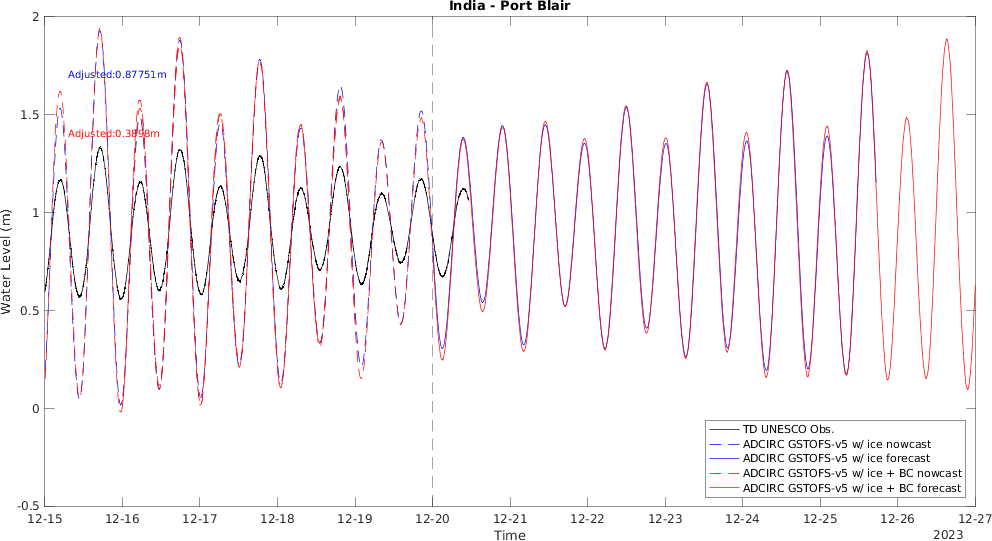 India - Port Blair
2
1.5
1
0.5
0
-0.5
Water Level (m)
Adjusted:0.87751m
Adjusted:0.3898m
TD UNESCO Obs.
ADCIRC GSTOFS-v5 w/ ice nowcast
ADCIRC GSTOFS-v5 w/ ice forecast
ADCIRC GSTOFS-v5 w/ ice + BC nowcast
ADCIRC GSTOFS-v5 w/ ice + BC forecast
12-15 12-16 12-17 12-18 12-19 12-20 12-21 12-22 12-23 12-24 12-25 12-26 12-27
Time
2023